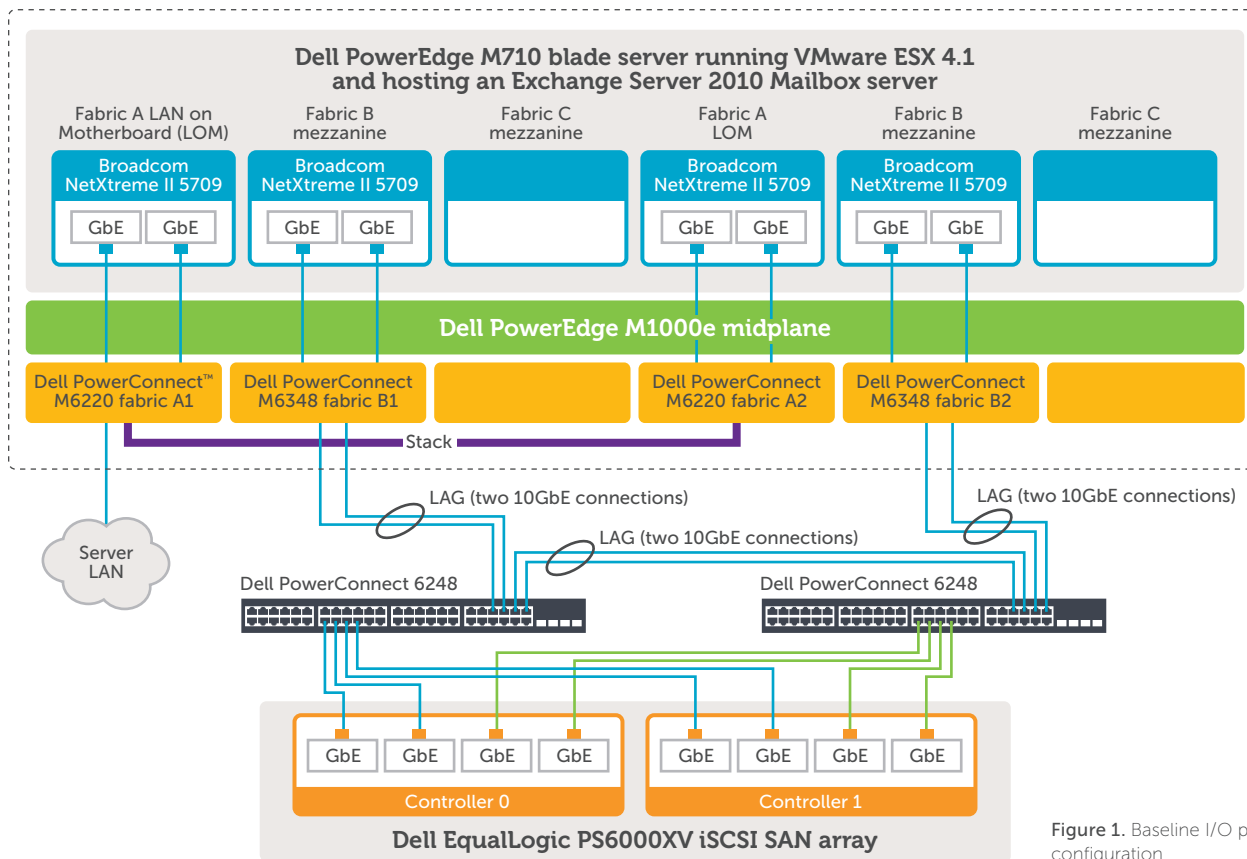 Dell PowerEdge M710 blade server running VMware ESX 4.1
and hosting an Exchange Server 2010 Mailbox server
Fabric A LAN on
Motherboard (LOM)
Fabric B
mezzanine
Fabric C
mezzanine
Fabric A
LOM
Fabric B
mezzanine
Fabric C
mezzanine
Broadcom
NetXtreme II 5709
Broadcom
NetXtreme II 5709
Broadcom
NetXtreme II 5709
Broadcom
NetXtreme II 5709
GbE
GbE
GbE
GbE
GbE
GbE
GbE
GbE
Dell PowerEdge M1000e midplane
Dell PowerConnect™
M6220 fabric A1
Dell PowerConnect
M6348 fabric B1
Dell PowerConnect
M6220 fabric A2
Dell PowerConnect
M6348 fabric B2
Stack
LAG (two 10GbE connections)
LAG (two 10GbE connections)
LAG (two 10GbE connections)
Server
LAN
Dell PowerConnect 6248
Dell PowerConnect 6248
GbE
GbE
GbE
GbE
GbE
GbE
GbE
GbE
Controller 0
Controller 1
Dell EqualLogic PS6000XV iSCSI SAN array
Figure 1. Baseline I/O p
configuration